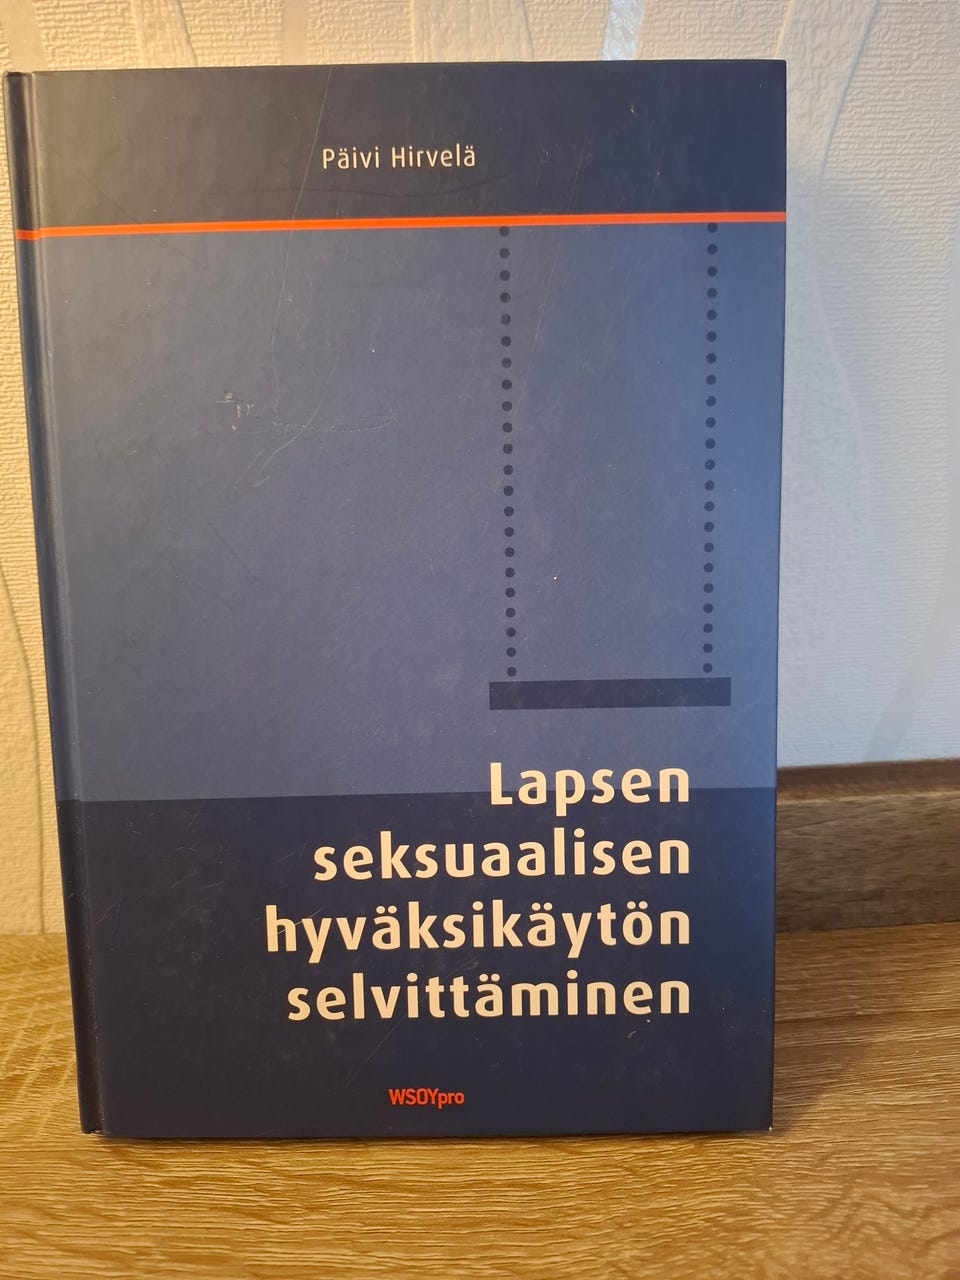 Päivi Hirvelä
Lapsen
seksuaalisen
hyväksikäytön
selvittäminen
WSOYpro